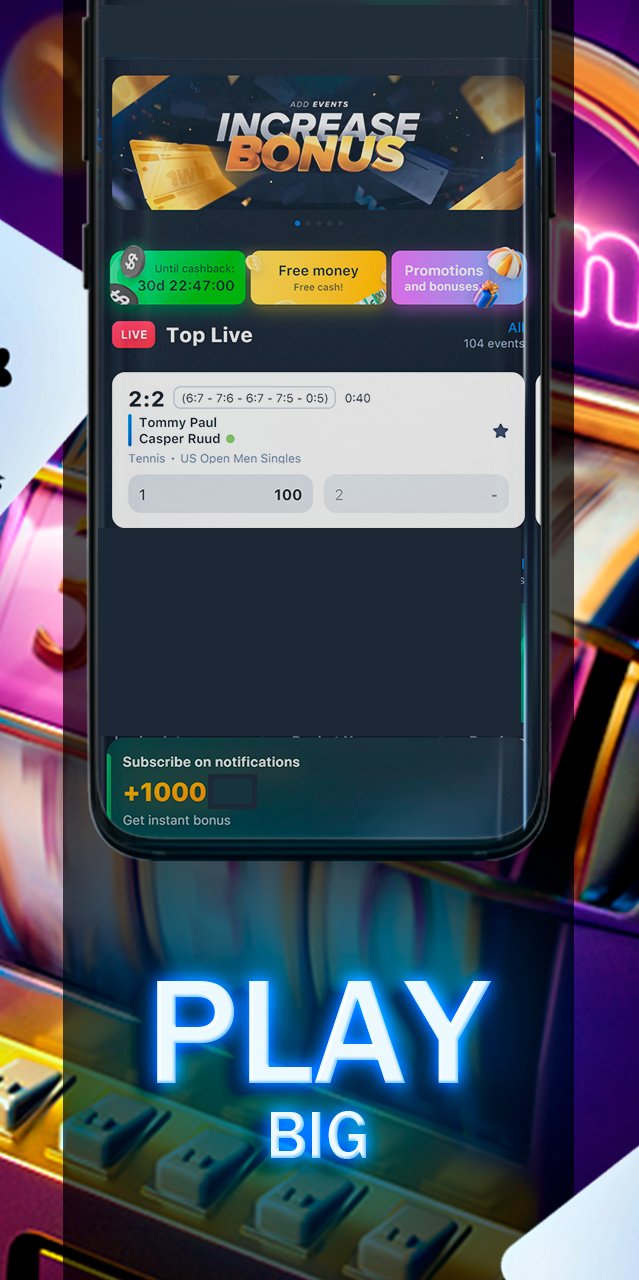 ADD EVENTS
INCREASE
BONUS
1win
Until cashback:
30d 22:47:00
Free money
Free cash!
Promotions
and bonuses
LIVE
Top Live
All
104 events
2:2
(6:7 - 7:6 - 6:7 - 7:5 - 0:5)
0:40
Tommy Paul
Casper Ruud
Tennis • US Open Men Singles
1
100
2
-
Subscribe on notifications
+1000
Get instant bonus
PLAY
BIG